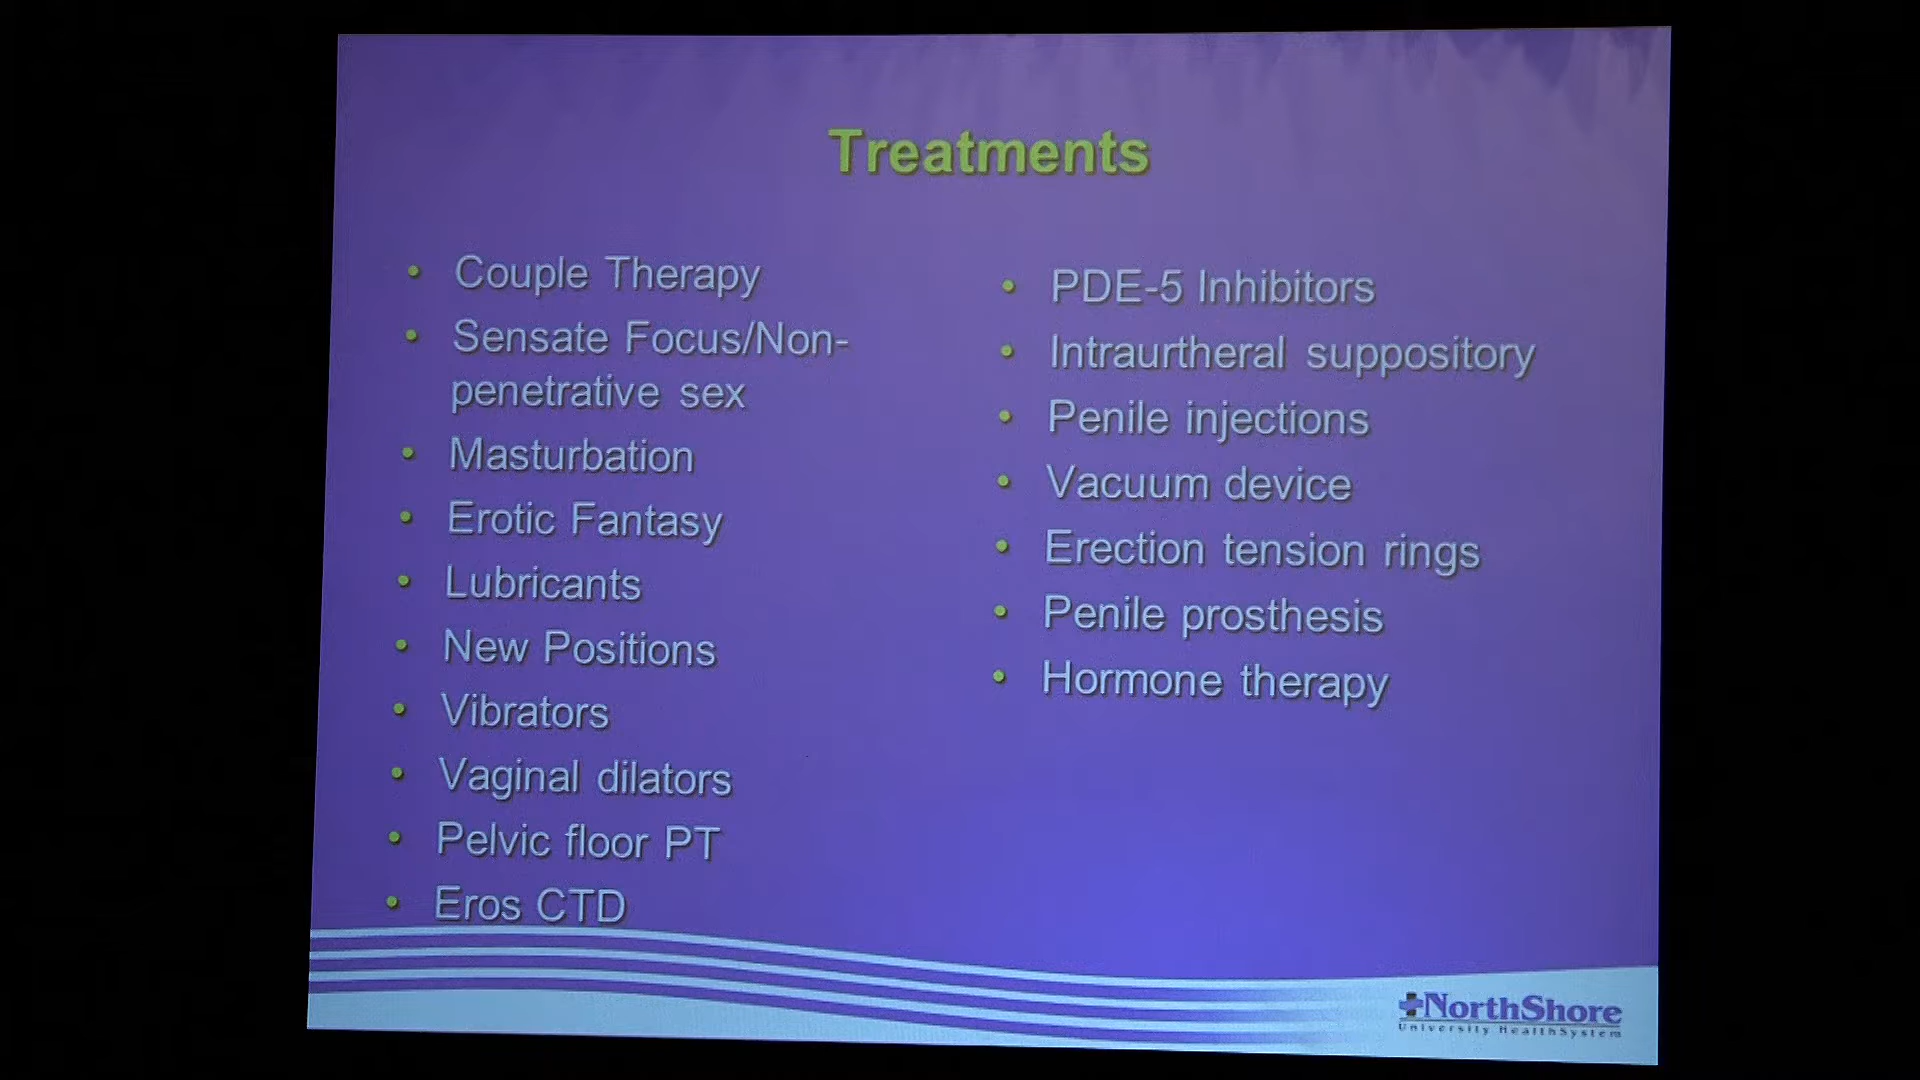 Treatments
• Couple Therapy
• Sensate Focus/Non-
penetrative sex
• Masturbation
• Erotic Fantasy
• Lubricants
• New Positions
• Vibrators
• Vaginal dilators
• Pelvic floor PT
• Eros CTD
• PDE-5 Inhibitors
• Intraurtheral suppository
• Penile injections
• Vacuum device
• Erection tension rings
• Penile prosthesis
• Hormone therapy
NorthShore
University HealthSystem